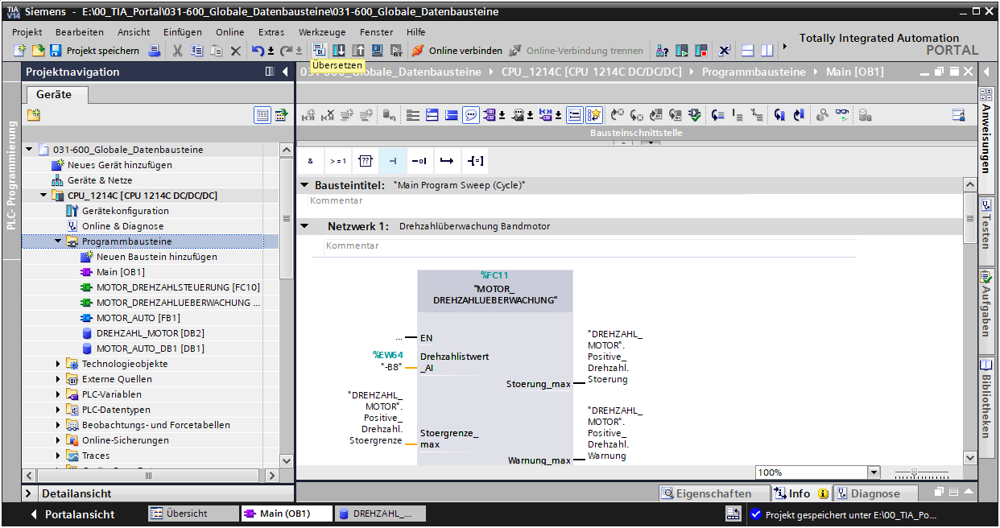 TIA V14 Siemens - E:\00_TIA_Portal\031-600_Globale_Datenbausteine\031-600_Globale_Datenbausteine
Projekt Bearbeiten Ansicht Einfügen Online Extras Werkzeuge Fenster Hilfe
Totally Integrated Automation
PORTAL
Projekt speichern Online verbinden Online-Verbindung trennen
Übersetzen
Projektnavigation
031-600_Globale_Datenbausteine CPU_1214C [CPU 1214C DC/DC/DC] Programmbausteine Main [OB1]
Geräte
PLC- Programmierung
Bausteinschnittstelle
031-600_Globale_Datenbausteine
Neues Gerät hinzufügen
Geräte & Netze
CPU_1214C [CPU 1214C DC/DC/DC]
Gerätekonfiguration
Online & Diagnose
Programmbausteine
Neuen Baustein hinzufügen
Main [OB1]
MOTOR_DREHZAHLSTEUERUNG [FC10]
MOTOR_DREHZAHLUEBERWACHUNG ...
MOTOR_AUTO [FB1]
DREHZAHL_MOTOR [DB2]
MOTOR_AUTO_DB1 [DB1]
Technologieobjekte
Externe Quellen
PLC-Variablen
PLC-Datentypen
Beobachtungs- und Forcetabellen
Online-Sicherungen
Traces
Detailansicht
& >=1 ??
Bausteintitel: "Main Program Sweep (Cycle)"
Kommentar
Netzwerk 1: Drehzahlüberwachung Bandmotor
Kommentar
%FC11
"MOTOR_
DREHZAHLUEBERWACHUNG"
... EN
%EW64
"-B8"
Drehzahlistwert
_AI
Stoerung_max
"DREHZAHL_
MOTOR".
Positive_
Drehzahl.
Stoerung
"DREHZAHL_
MOTOR".
Positive_
Drehzahl.
Stoergrenze
Stoergrenze_
max
Warnung_max
"DREHZAHL_
MOTOR".
Positive_
Drehzahl.
Warnung
100%
Eigenschaften Info Diagnose
Anweisungen
Testen
Aufgaben
Bibliotheken
Portalansicht Übersicht Main (OB1) DREHZAHL_... Projekt gespeichert unter E:\00_TIA_Po...